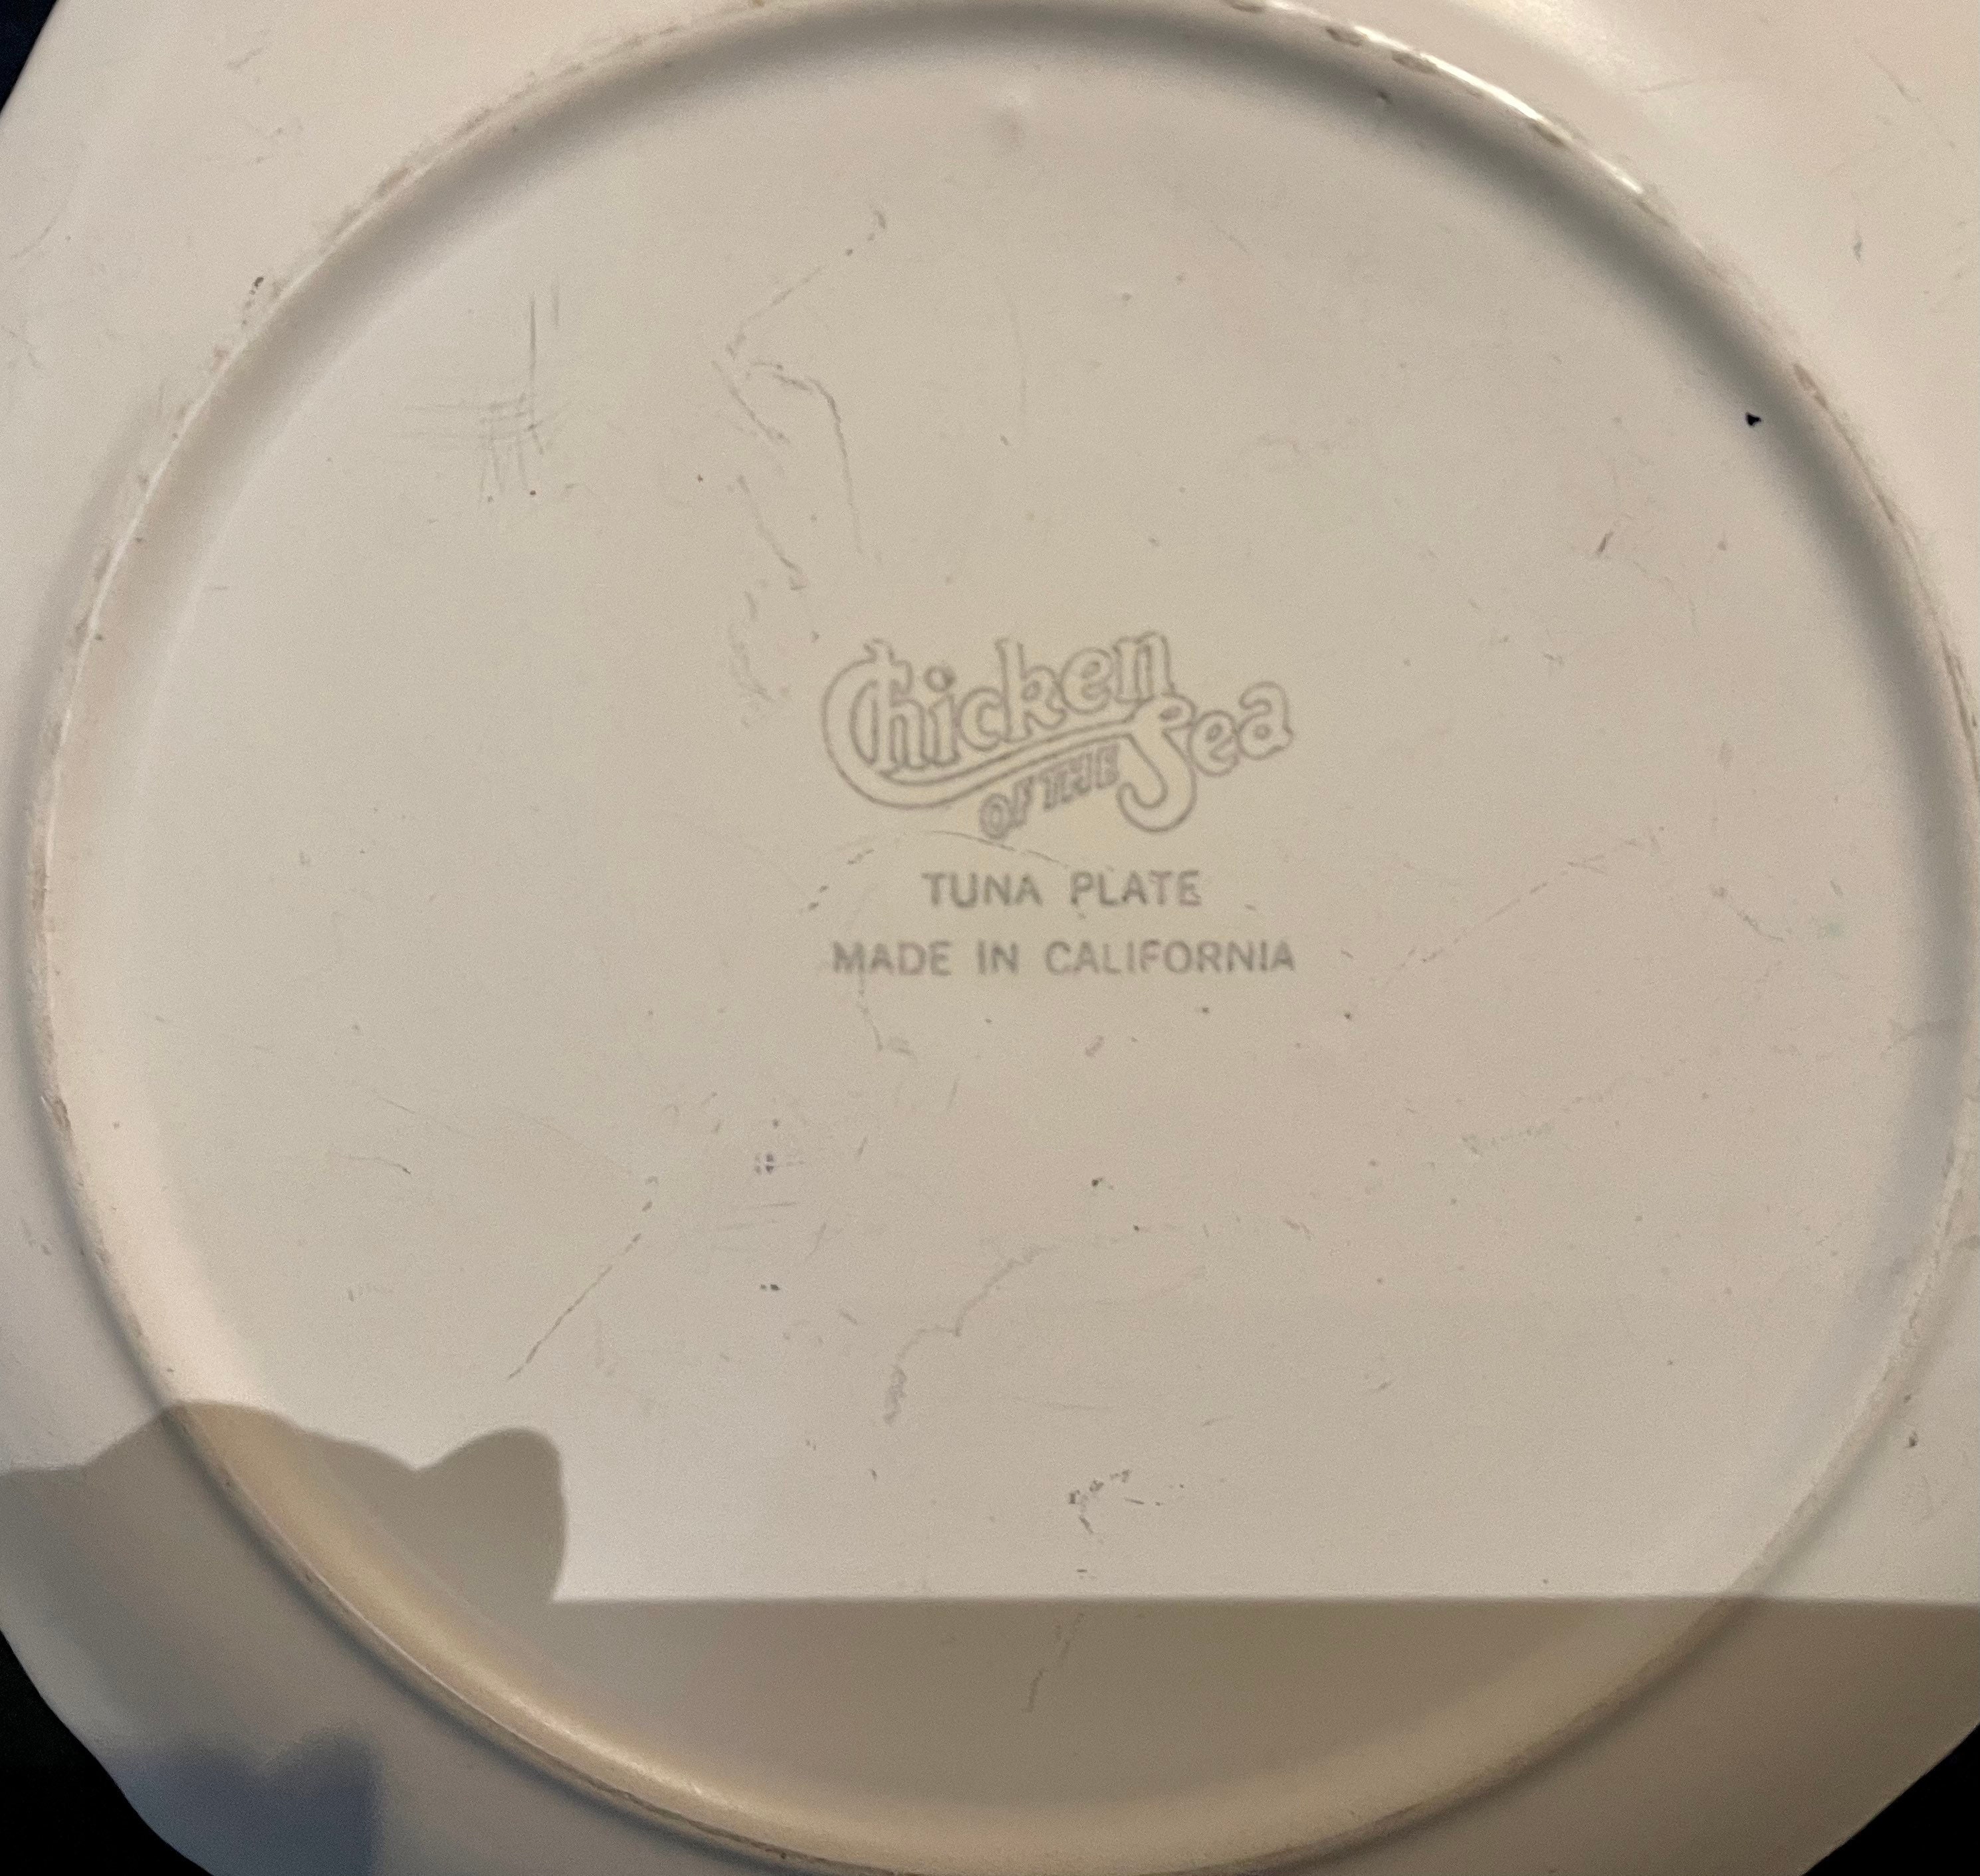 Chicken
OF THE Sea
TUNA PLATE
MADE IN CALIFORNIA